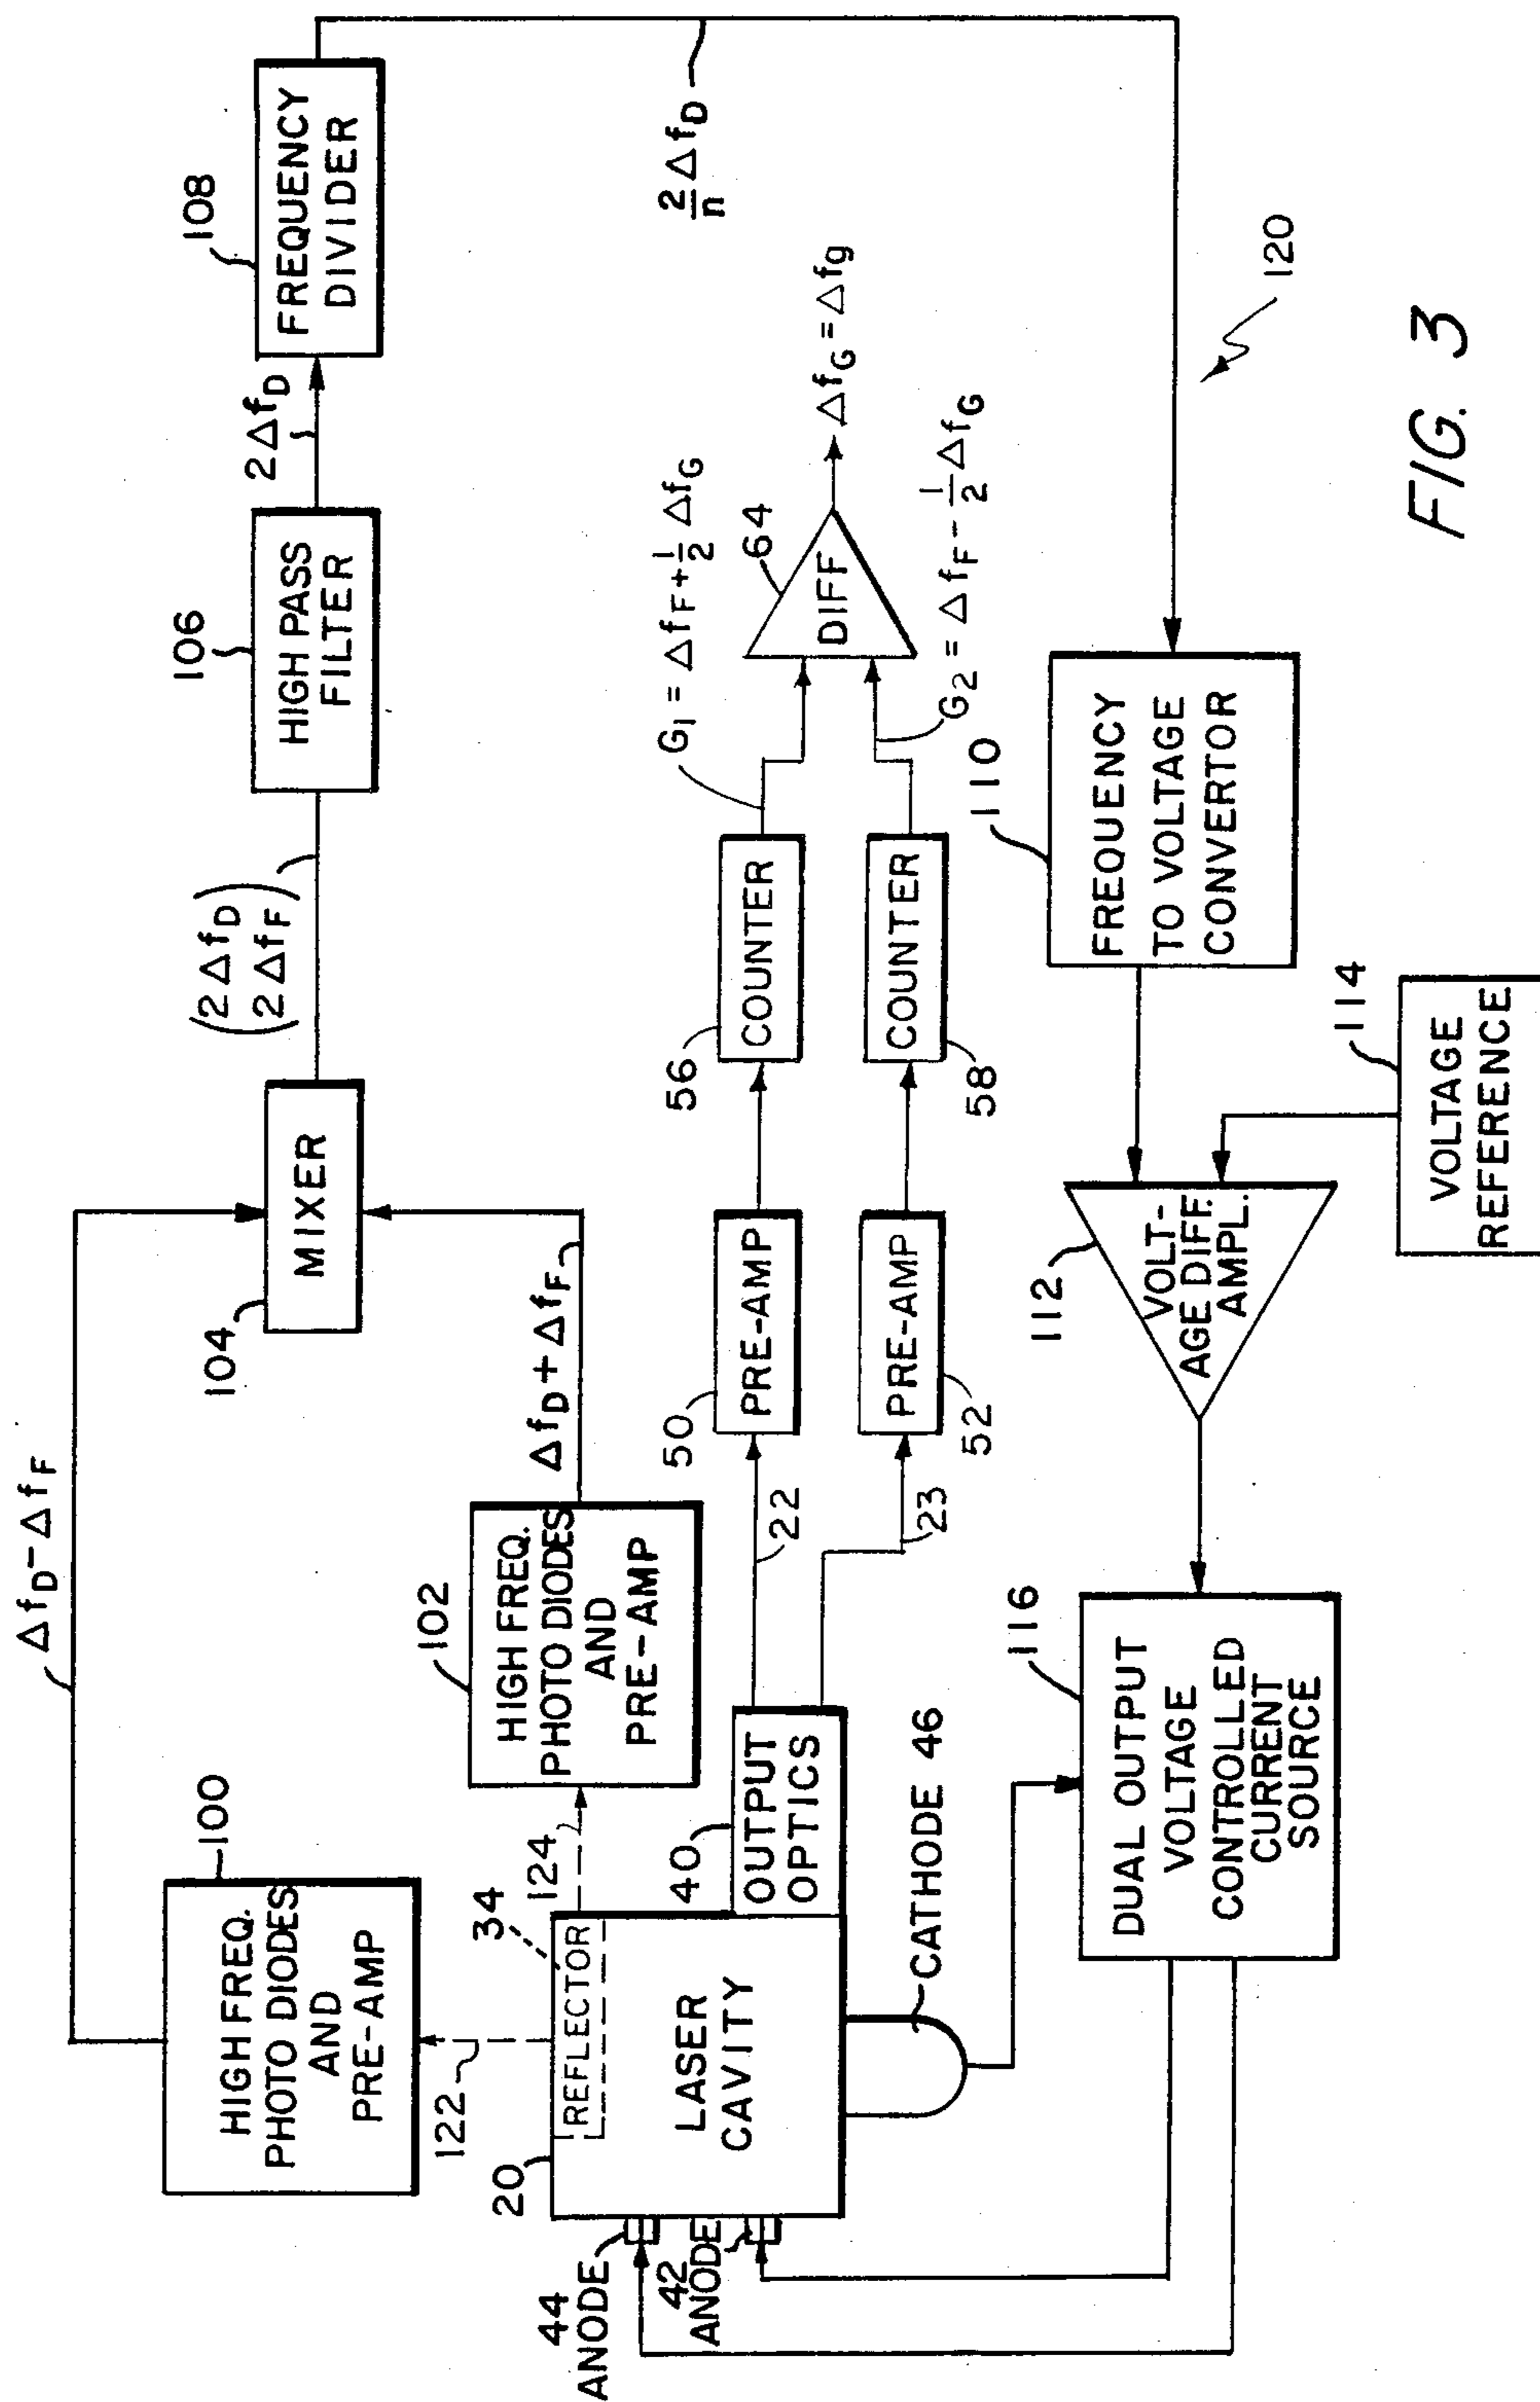 Δf_D - Δf_F
100
HIGH FREQ.
PHOTO DIODES
AND
PRE-AMP
122
102
HIGH FREQ.
PHOTO DIODES
AND
PRE-AMP
124
Δf_D + Δf_F
104
MIXER
(2Δf_D
2Δf_F)
106
HIGH PASS
FILTER
2Δf_D
108
FREQUENCY
DIVIDER
2/n Δf_D
20
34
REFLECTOR
LASER
CAVITY
44
ANODE
42
ANODE
40
OUTPUT
OPTICS
CATHODE 46
22
23
50
PRE-AMP
52
PRE-AMP
56
COUNTER
58
COUNTER
G_1 = Δf_F + 1/2 Δf_G
G_2 = Δf_F - 1/2 Δf_G
64
DIFF
Δf_G = Δf_g
110
FREQUENCY
TO VOLTAGE
CONVERTOR
112
VOLT-
AGE DIFF.
AMPL.
114
VOLTAGE
REFERENCE
116
DUAL OUTPUT
VOLTAGE
CONTROLLED
CURRENT
SOURCE
120
FIG. 3